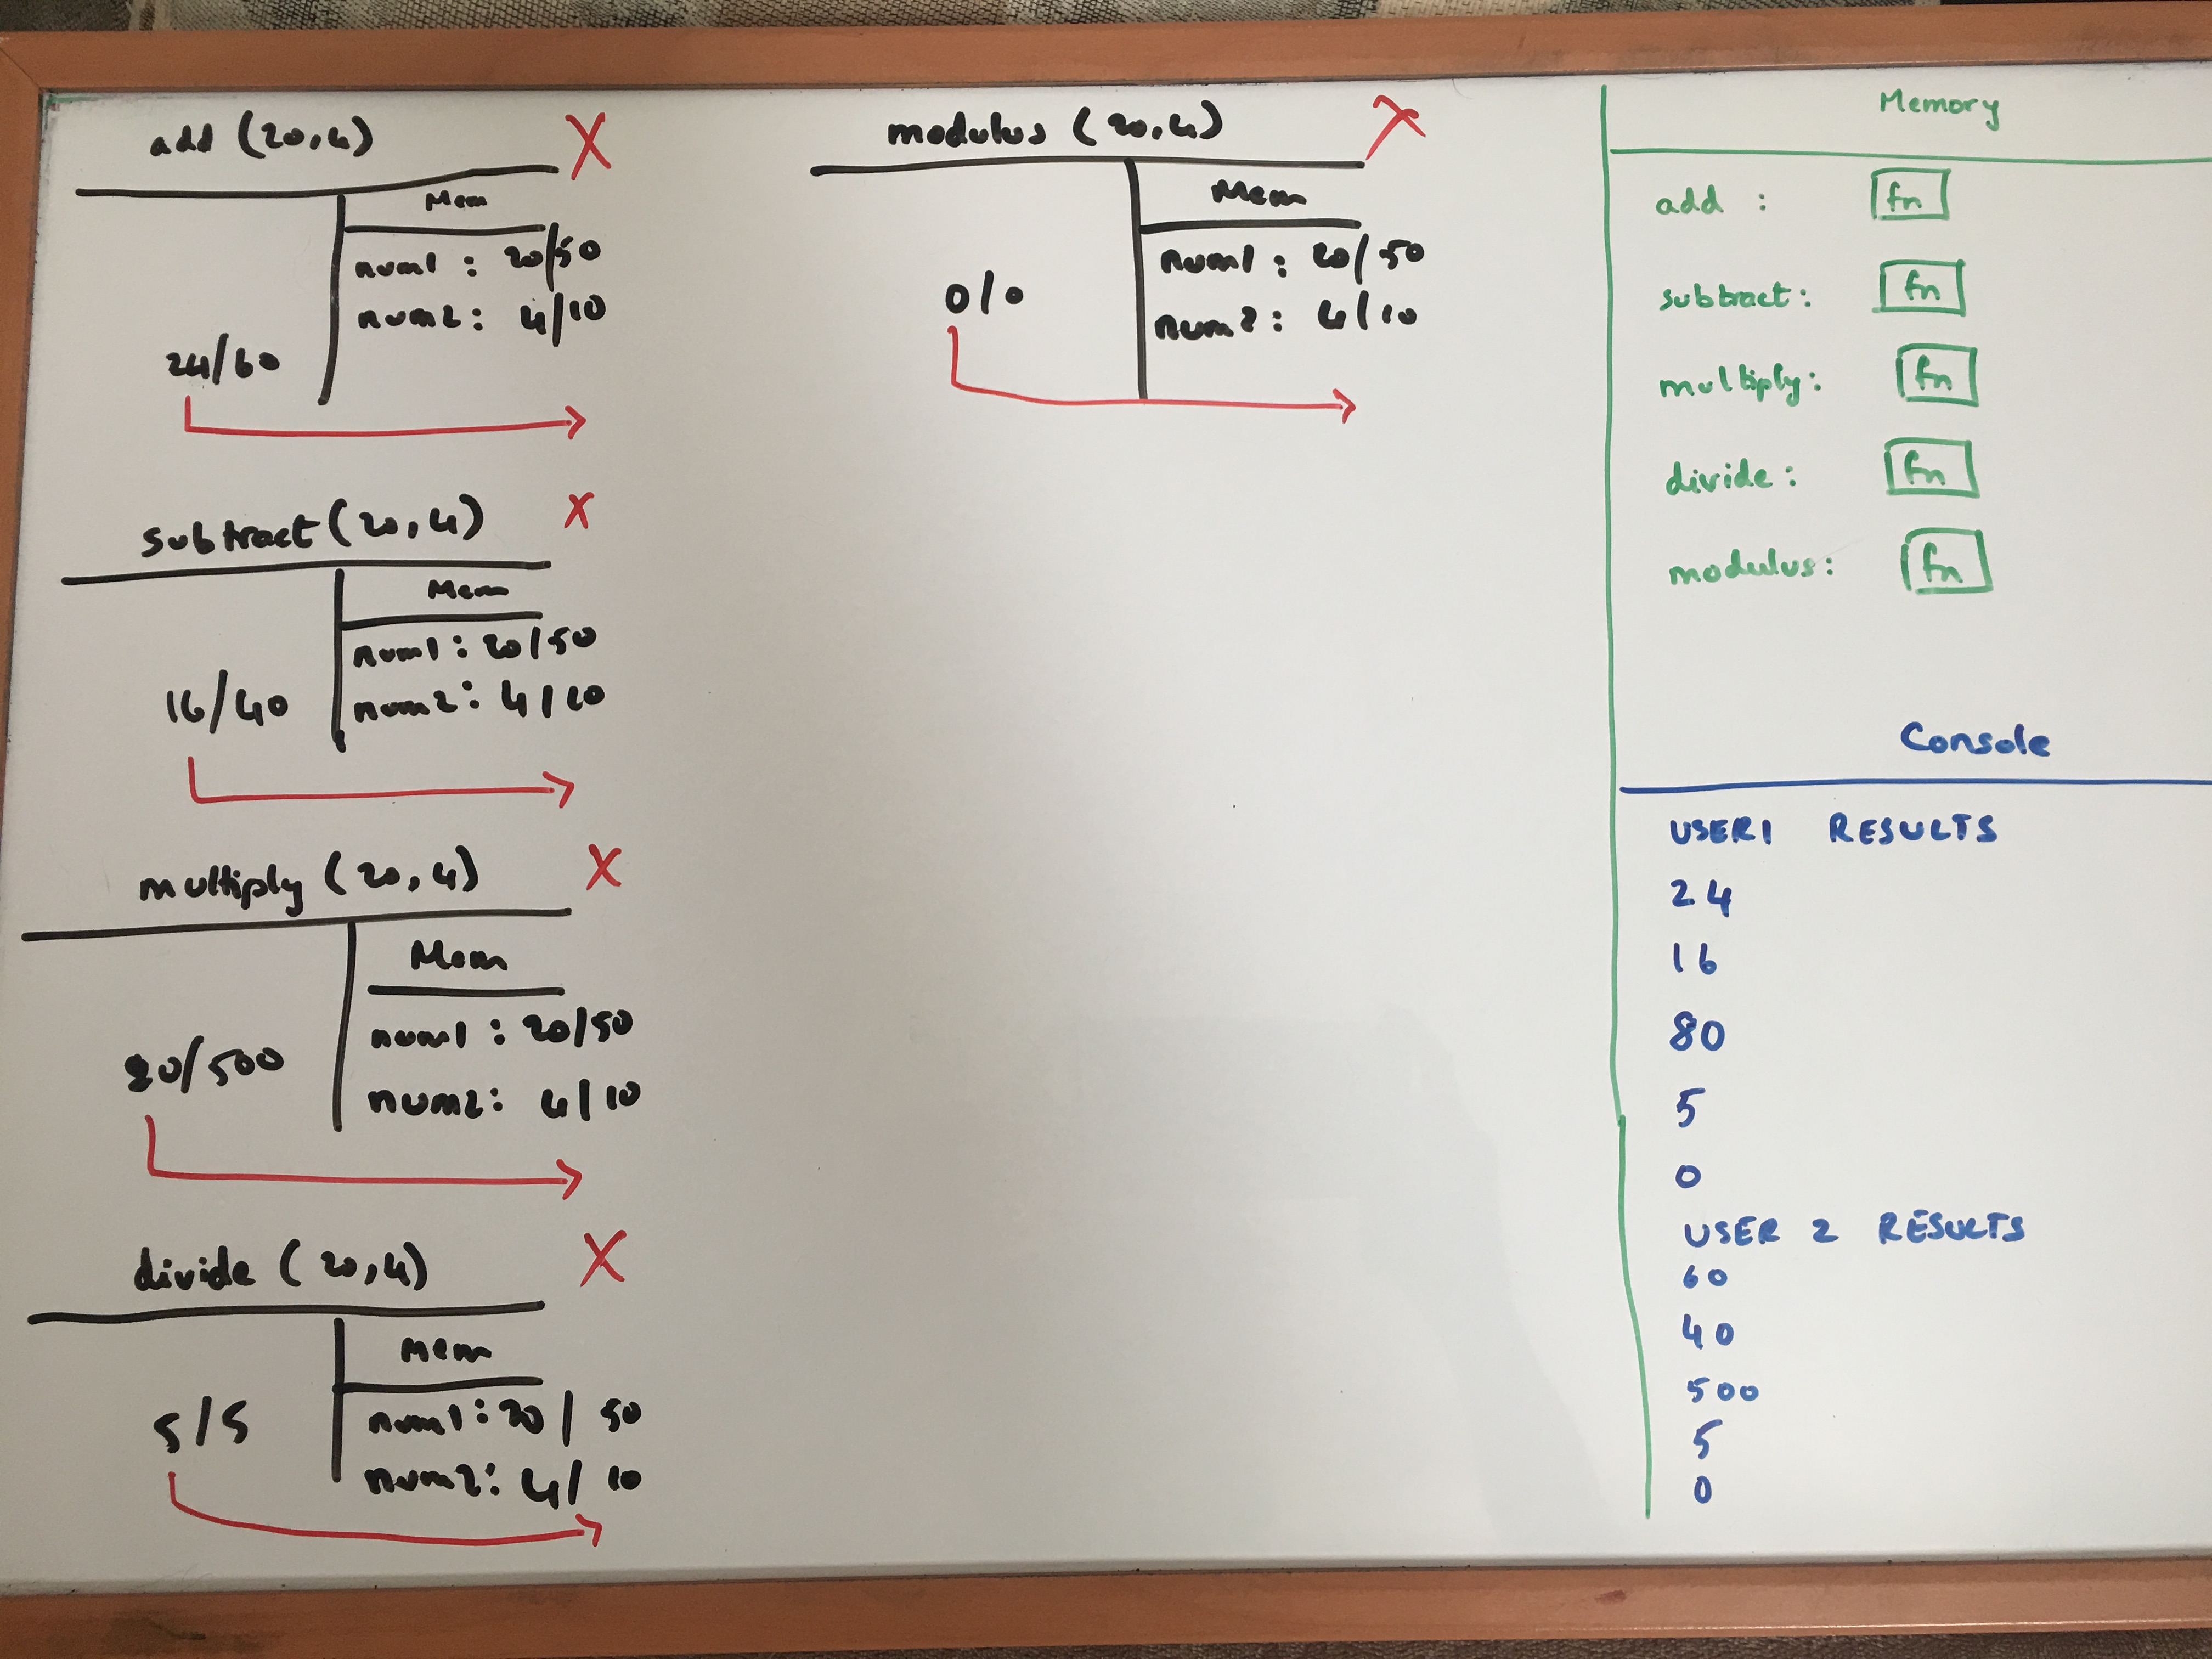 add (20,4) X
Mem
num1 : 20/50
num2 : 4/10
24/60
subtract (20,4) X
Mem
num1 : 20/50
num2 : 4/10
16/40
multiply (20,4) X
Mem
num1 : 20/50
num2 : 4/10
80/500
divide (20,4) X
Mem
num1 : 20/50
num2 : 4/10
5/5
modulus (20,4) X
Mem
num1 : 20/50
num2 : 4/10
0/0
Memory
add : fn
subtract : fn
multiply : fn
divide : fn
modulus : fn
Console
USER1 RESULTS
24
16
80
5
0
USER 2 RESULTS
60
40
500
5
0